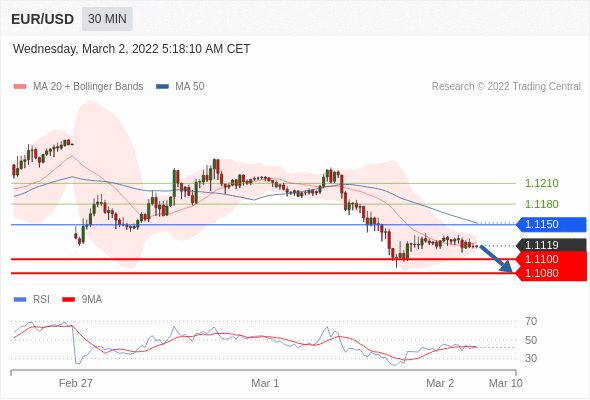 EUR/USD 30 MIN
Wednesday, March 2, 2022 5:18:10 AM CET
MA 20 + Bollinger Bands MA 50 Research © 2022 Trading Central
1.1210
1.1180
1.1150
1.1119
1.1100
1.1080
RSI 9MA
70
50
30
Feb 27 Mar 1 Mar 2 Mar 10